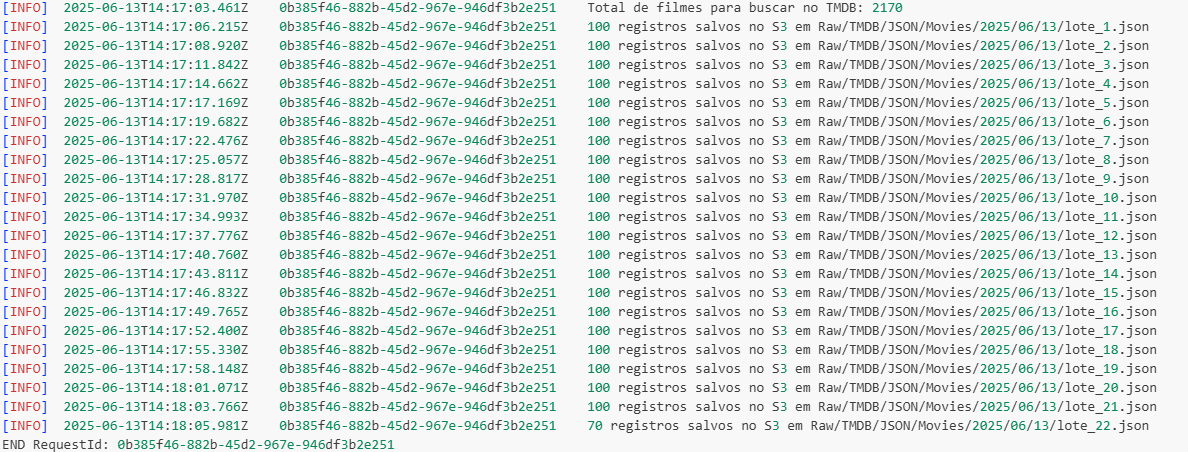 [INFO] 2025-06-13T14:17:03.461Z 0b385f46-882b-45d2-967e-946df3b2e251 Total de filmes para buscar no TMDB: 2170
[INFO] 2025-06-13T14:17:06.215Z 0b385f46-882b-45d2-967e-946df3b2e251 100 registros salvos no S3 em Raw/TMDB/JSON/Movies/2025/06/13/lote_1.json
[INFO] 2025-06-13T14:17:08.920Z 0b385f46-882b-45d2-967e-946df3b2e251 100 registros salvos no S3 em Raw/TMDB/JSON/Movies/2025/06/13/lote_2.json
[INFO] 2025-06-13T14:17:11.842Z 0b385f46-882b-45d2-967e-946df3b2e251 100 registros salvos no S3 em Raw/TMDB/JSON/Movies/2025/06/13/lote_3.json
[INFO] 2025-06-13T14:17:14.662Z 0b385f46-882b-45d2-967e-946df3b2e251 100 registros salvos no S3 em Raw/TMDB/JSON/Movies/2025/06/13/lote_4.json
[INFO] 2025-06-13T14:17:17.169Z 0b385f46-882b-45d2-967e-946df3b2e251 100 registros salvos no S3 em Raw/TMDB/JSON/Movies/2025/06/13/lote_5.json
[INFO] 2025-06-13T14:17:19.682Z 0b385f46-882b-45d2-967e-946df3b2e251 100 registros salvos no S3 em Raw/TMDB/JSON/Movies/2025/06/13/lote_6.json
[INFO] 2025-06-13T14:17:22.476Z 0b385f46-882b-45d2-967e-946df3b2e251 100 registros salvos no S3 em Raw/TMDB/JSON/Movies/2025/06/13/lote_7.json
[INFO] 2025-06-13T14:17:25.057Z 0b385f46-882b-45d2-967e-946df3b2e251 100 registros salvos no S3 em Raw/TMDB/JSON/Movies/2025/06/13/lote_8.json
[INFO] 2025-06-13T14:17:28.817Z 0b385f46-882b-45d2-967e-946df3b2e251 100 registros salvos no S3 em Raw/TMDB/JSON/Movies/2025/06/13/lote_9.json
[INFO] 2025-06-13T14:17:31.970Z 0b385f46-882b-45d2-967e-946df3b2e251 100 registros salvos no S3 em Raw/TMDB/JSON/Movies/2025/06/13/lote_10.json
[INFO] 2025-06-13T14:17:34.993Z 0b385f46-882b-45d2-967e-946df3b2e251 100 registros salvos no S3 em Raw/TMDB/JSON/Movies/2025/06/13/lote_11.json
[INFO] 2025-06-13T14:17:37.776Z 0b385f46-882b-45d2-967e-946df3b2e251 100 registros salvos no S3 em Raw/TMDB/JSON/Movies/2025/06/13/lote_12.json
[INFO] 2025-06-13T14:17:40.760Z 0b385f46-882b-45d2-967e-946df3b2e251 100 registros salvos no S3 em Raw/TMDB/JSON/Movies/2025/06/13/lote_13.json
[INFO] 2025-06-13T14:17:43.811Z 0b385f46-882b-45d2-967e-946df3b2e251 100 registros salvos no S3 em Raw/TMDB/JSON/Movies/2025/06/13/lote_14.json
[INFO] 2025-06-13T14:17:46.832Z 0b385f46-882b-45d2-967e-946df3b2e251 100 registros salvos no S3 em Raw/TMDB/JSON/Movies/2025/06/13/lote_15.json
[INFO] 2025-06-13T14:17:49.765Z 0b385f46-882b-45d2-967e-946df3b2e251 100 registros salvos no S3 em Raw/TMDB/JSON/Movies/2025/06/13/lote_16.json
[INFO] 2025-06-13T14:17:52.400Z 0b385f46-882b-45d2-967e-946df3b2e251 100 registros salvos no S3 em Raw/TMDB/JSON/Movies/2025/06/13/lote_17.json
[INFO] 2025-06-13T14:17:55.330Z 0b385f46-882b-45d2-967e-946df3b2e251 100 registros salvos no S3 em Raw/TMDB/JSON/Movies/2025/06/13/lote_18.json
[INFO] 2025-06-13T14:17:58.148Z 0b385f46-882b-45d2-967e-946df3b2e251 100 registros salvos no S3 em Raw/TMDB/JSON/Movies/2025/06/13/lote_19.json
[INFO] 2025-06-13T14:18:01.071Z 0b385f46-882b-45d2-967e-946df3b2e251 100 registros salvos no S3 em Raw/TMDB/JSON/Movies/2025/06/13/lote_20.json
[INFO] 2025-06-13T14:18:03.766Z 0b385f46-882b-45d2-967e-946df3b2e251 100 registros salvos no S3 em Raw/TMDB/JSON/Movies/2025/06/13/lote_21.json
[INFO] 2025-06-13T14:18:05.981Z 0b385f46-882b-45d2-967e-946df3b2e251 70 registros salvos no S3 em Raw/TMDB/JSON/Movies/2025/06/13/lote_22.json
END RequestId: 0b385f46-882b-45d2-967e-946df3b2e251